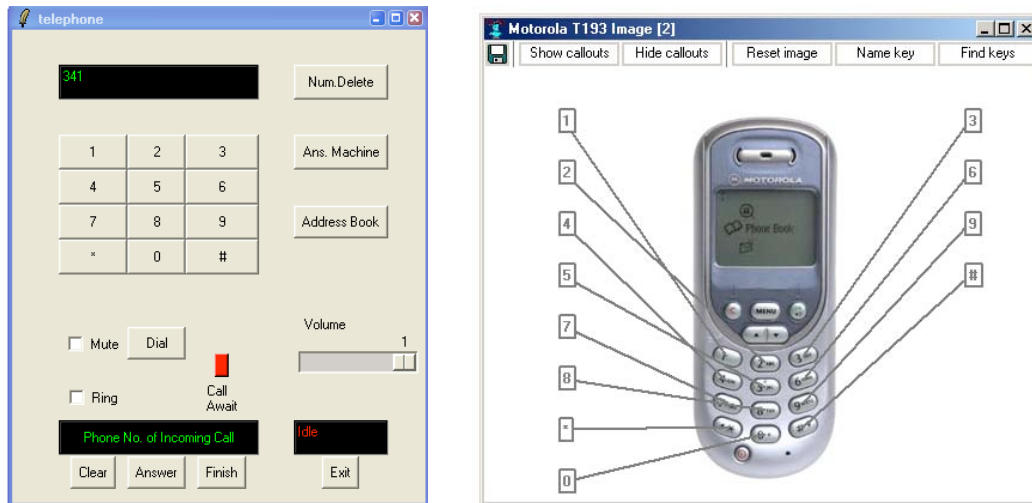 telephone
341
Num.Delete
1 2 3
Ans. Machine
4 5 6
7 8 9
Address Book
* 0 #
Volume
1
Mute
Dial
Ring
Call
Await
Phone No. of Incoming Call
Idle
Clear Answer Finish
Exit
Motorola T193 Image [2]
Show callouts Hide callouts Reset image Name key Find keys
1
3
2
6
4
9
5
#
7
8
*
0
MOTOROLA
Phone Book
MENU